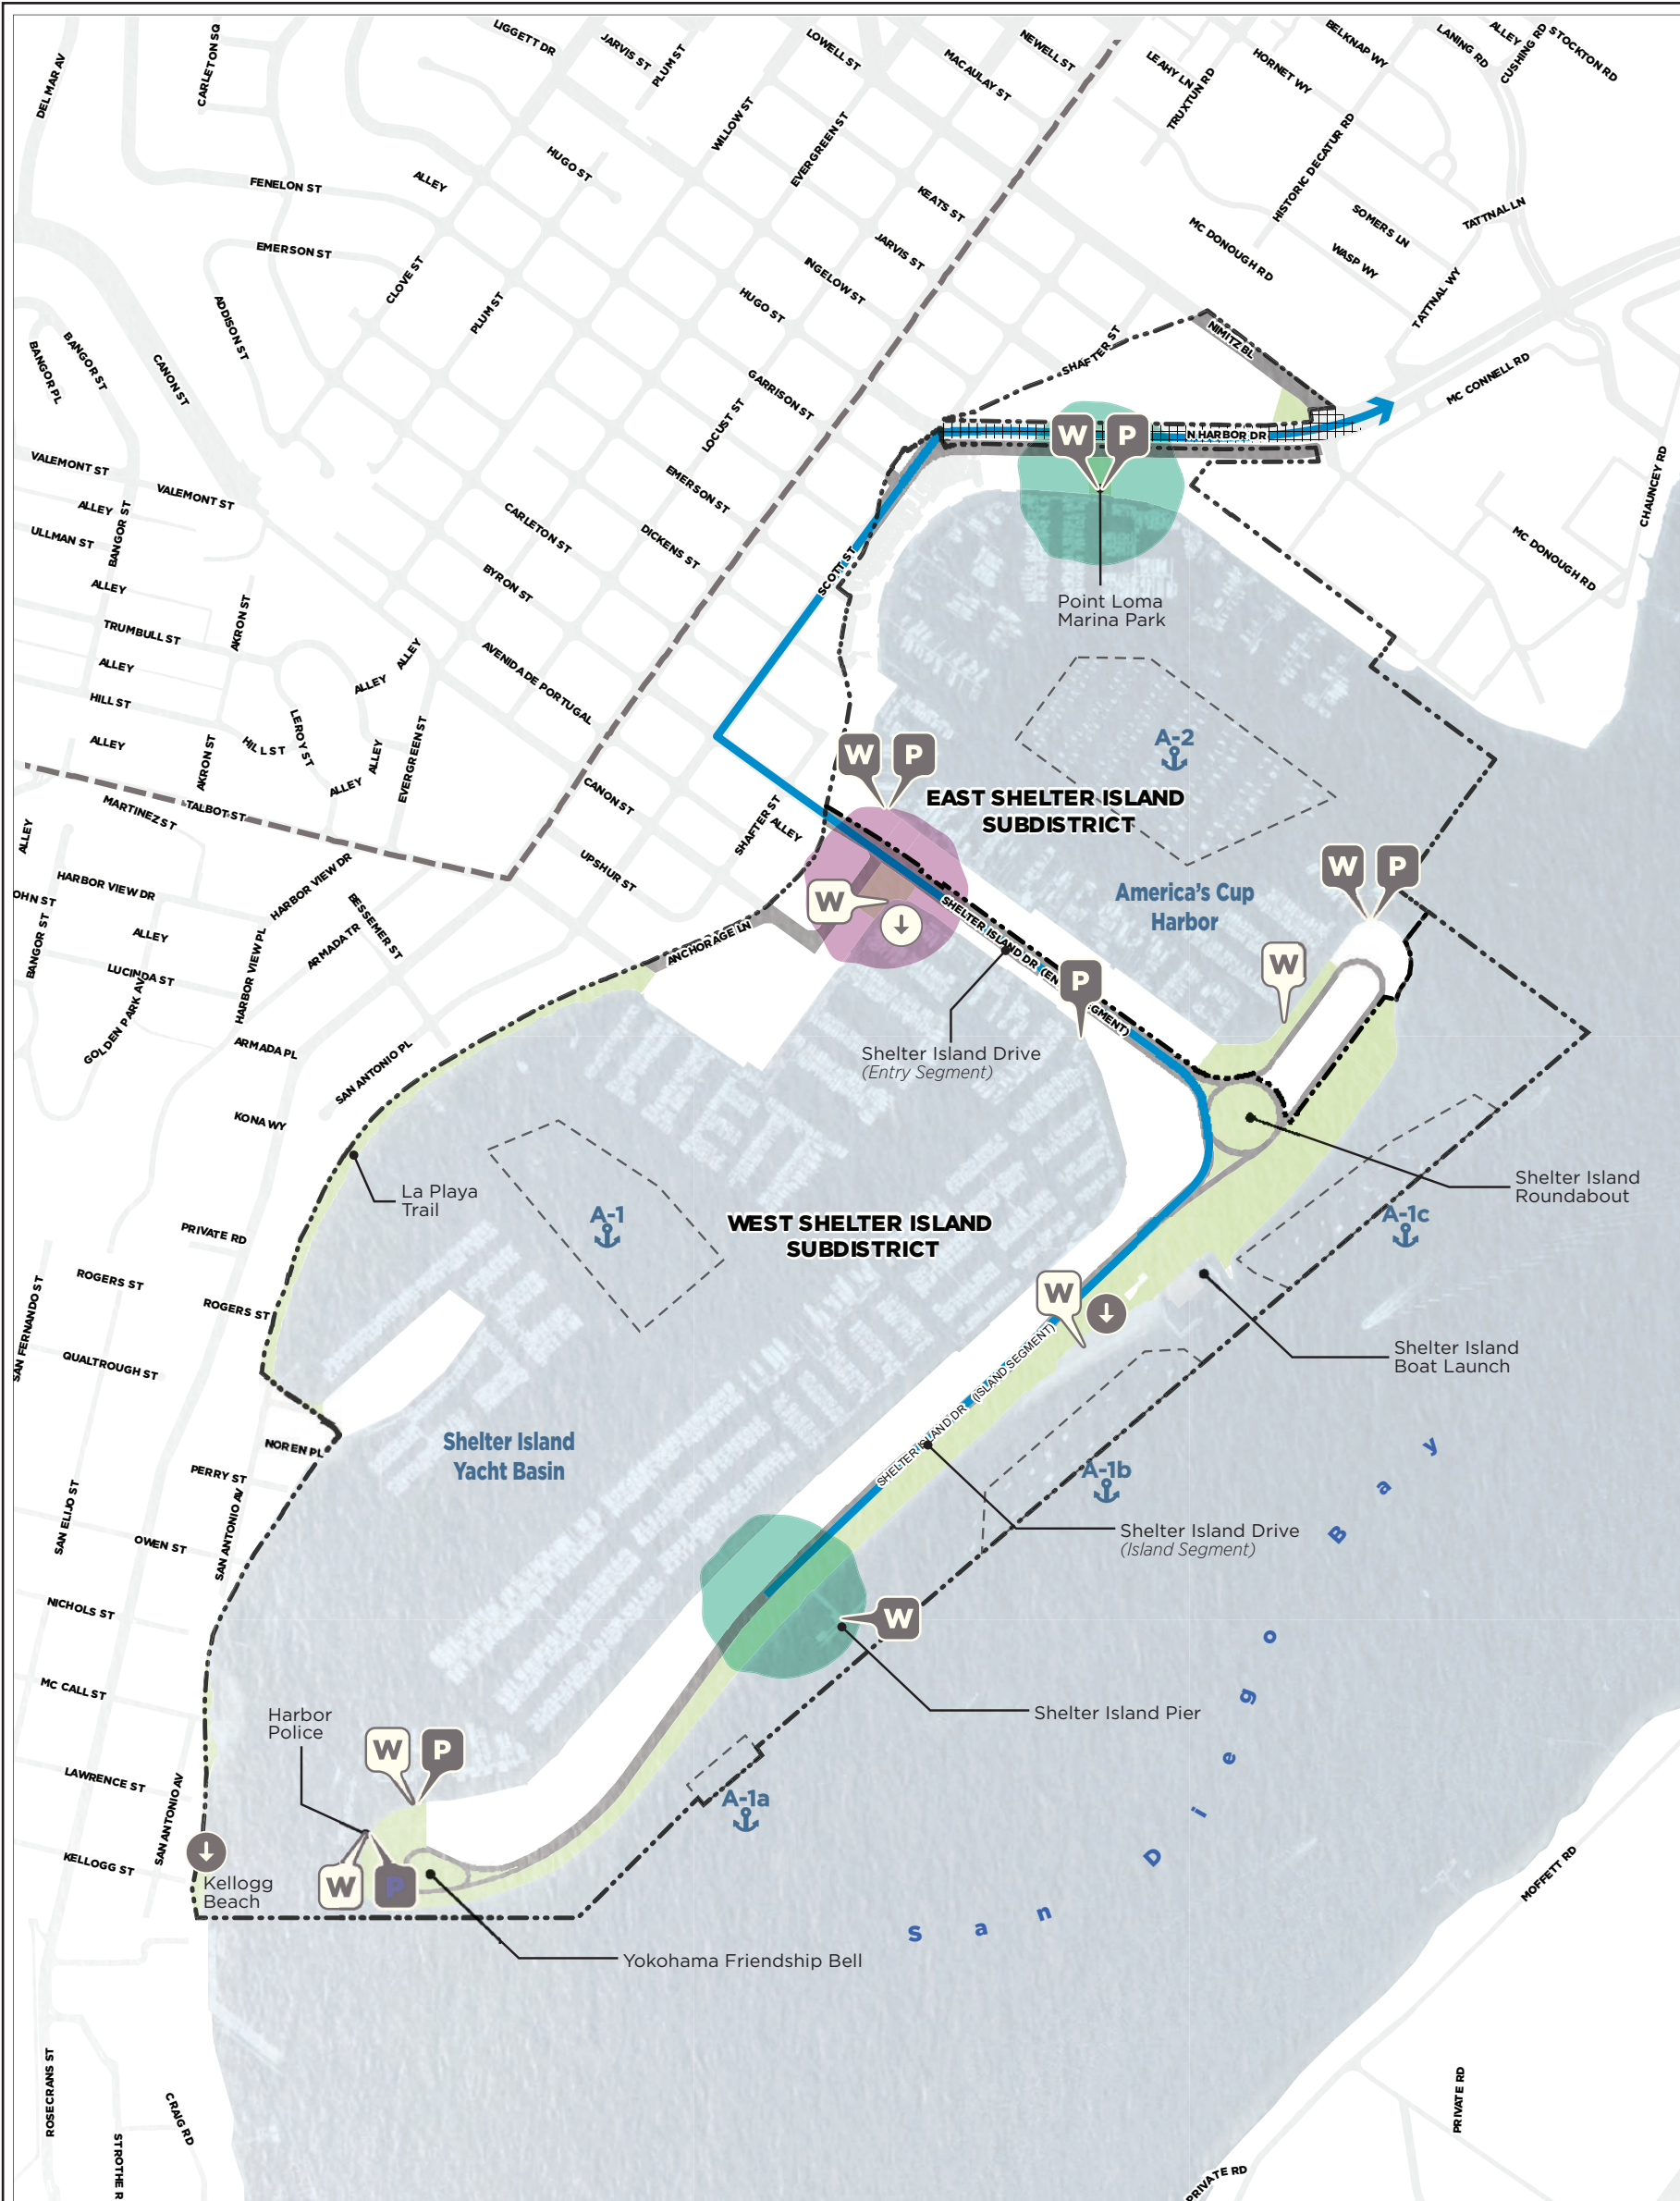 LIGGETT DR
JARVIS ST
PLUM ST
LOWELL ST
MACAULAY ST
NEWELL ST
LEAHY LN
TRUXTUN RD
HORNET WY
BELKNAP WY
LANING RD
ALLEY
CUSHING RD
STOCKTON RD
DEL MAR AV
CARLETON SQ
WILLOW ST
EVERGREEN ST
HISTORIC DECATUR RD
HUGO ST
FENELON ST
ALLEY
KEATS ST
SOMERS LN
TATTNAL LN
MC DONOUGH RD
WASP WY
EMERSON ST
CLOVE ST
JARVIS ST
INGELOW ST
TATTNAL WY
ADDISON ST
PLUM ST
HUGO ST
NIMITZ BL
SHAFTER ST
BANGOR PL
BANGOR ST
CANON ST
GARRISON ST
LOCUST ST
MC CONNELL RD
W
P
N HARBOR DR
VALEMONT ST
VALEMONT ST
EMERSON ST
CHAUNCEY RD
ALLEY
BANGOR ST
ULLMAN ST
CARLETON ST
DICKENS ST
MC DONOUGH RD
BYRON ST
SCOTT ST
ALLEY
AKRON ST
Point Loma
Marina Park
TRUMBULL ST
ALLEY
ALLEY
ALLEY
AVENIDA DE PORTUGAL
HILL ST
LEROY ST
HILL ST
ALLEY
AKRON ST
ALLEY
EVERGREEN ST
ALLEY
A-2
W
P
EAST SHELTER ISLAND
SUBDISTRICT
CANON ST
SHAFTER ST
ALLEY
MARTINEZ ST
TALBOT ST
ALLEY
UPSHUR ST
HARBOR VIEW DR
HARBOR VIEW DR
W
P
America's Cup
Harbor
OHN ST
BANGOR ST
ALLEY
BESSEMER ST
ARMADA TR
HARBOR VIEW PL
W
ANCHORAGE LN
SHELTER ISLAND DR (EN
GMENT)
P
W
LUCINDA ST
GOLDEN PARK AV
ARMADA PL
SAN ANTONIO PL
Shelter Island Drive
(Entry Segment)
KONA WY
La Playa
Trail
Shelter Island
Roundabout
A-1
WEST SHELTER ISLAND
SUBDISTRICT
A-1c
PRIVATE RD
ROGERS ST
ROGERS ST
SAN FERNANDO ST
W
QUALTROUGH ST
Shelter Island
Boat Launch
SHELTER ISLAND DR (ISLAND SEGMENT)
Shelter Island
Yacht Basin
NOREN PL
PERRY ST
SAN ELIJO ST
SAN ANTONIO AV
A-1b
OWEN ST
Shelter Island Drive
(Island Segment)
NICHOLS ST
W
MC CALL ST
Shelter Island Pier
Harbor
Police
W
P
LAWRENCE ST
SAN ANTONIO AV
A-1a
KELLOGG ST
Kellogg
Beach
W
P
San Diego Bay
Yokohama Friendship Bell
MOFFETT RD
ROSECRANS ST
CRAIG RD
STROTHE R
PRIVATE RD
PRIVATE RD